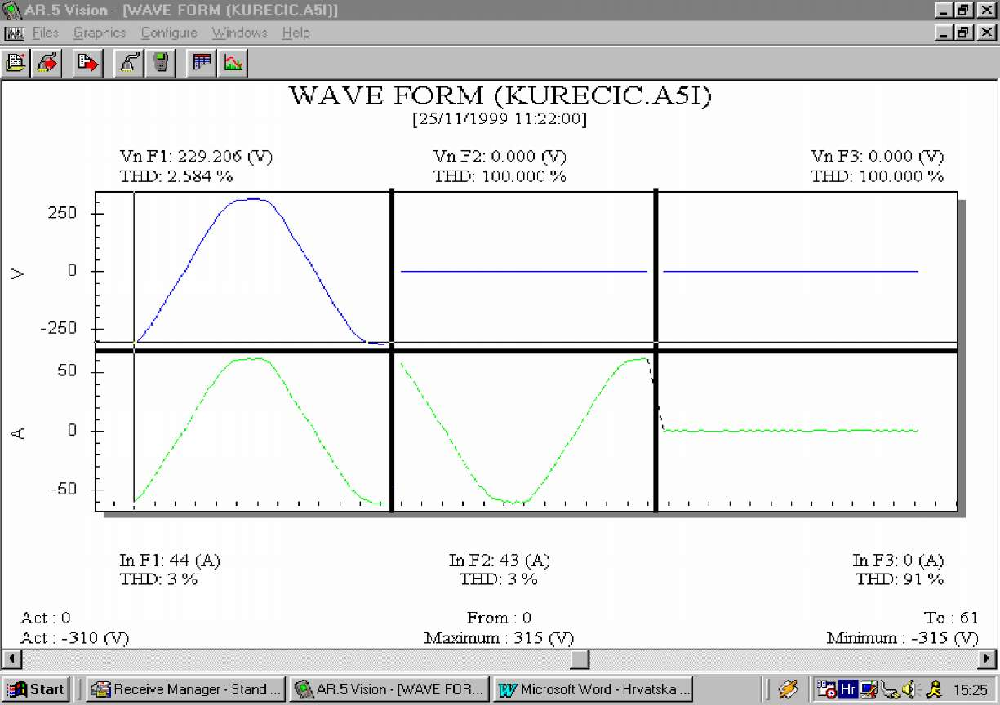 AR.5 Vision - [WAVE FORM (KURECIC.A5I)]
Files Graphics Configure Windows Help
WAVE FORM (KURECIC.A5I)
[25/11/1999 11:22:00]
Vn F1: 229.206 (V) Vn F2: 0.000 (V) Vn F3: 0.000 (V)
THD: 2.584 % THD: 100.000 % THD: 100.000 %
250
V 0
-250
50
A 0
-50
In F1: 44 (A) In F2: 43 (A) In F3: 0 (A)
THD: 3 % THD: 3 % THD: 91 %
Act : 0 From : 0 To : 61
Act : -310 (V) Maximum : 315 (V) Minimum : -315 (V)
Start Receive Manager - Stand ... AR.5 Vision - [WAVE FOR... Microsoft Word - Hrvatska ... Hr 15:25